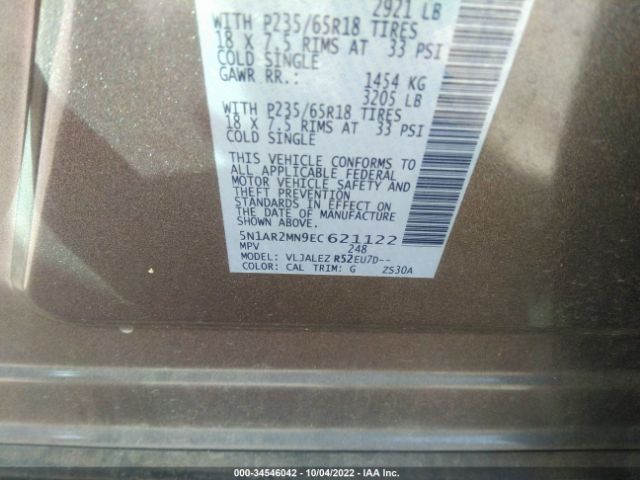 2921 LB
WITH P235/65R18 TIRES
18 X 7.5 RIMS AT 33 PSI
COLD SINGLE
GAWR RR.: 1454 KG
3205 LB
WITH P235/65R18 TIRES
18 X 7.5 RIMS AT 33 PSI
COLD SINGLE
THIS VEHICLE CONFORMS TO
ALL APPLICABLE FEDERAL
MOTOR VEHICLE SAFETY AND
THEFT PREVENTION
STANDARDS IN EFFECT ON
THE DATE OF MANUFACTURE
SHOWN ABOVE.
5N1AR2MN9EC621122
MPV 248
MODEL: VLJALEZ R52EU7D--
COLOR: CAL TRIM: G ZS30A
000-34546042 - 10/04/2022 - IAA Inc.